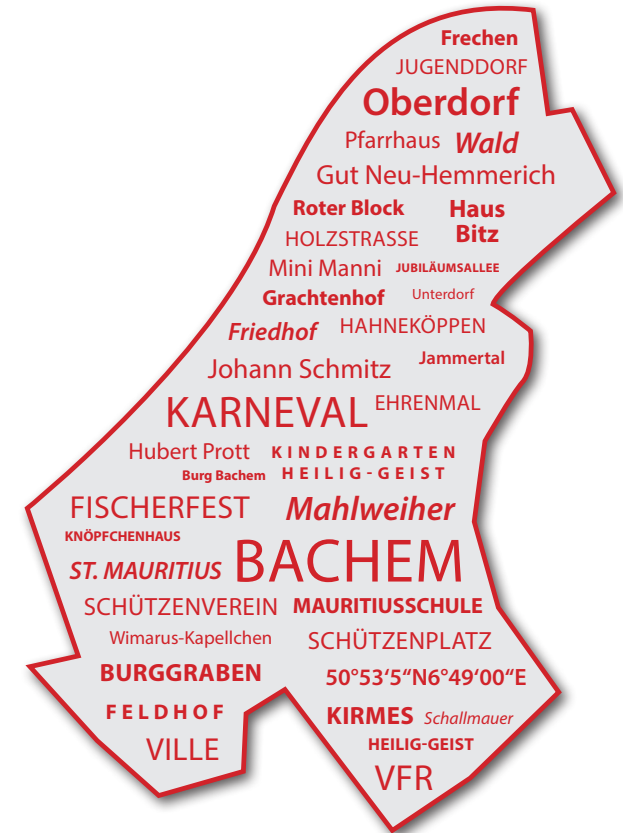 Frechen
JUGENDDORF
Oberdorf
Pfarrhaus Wald
Gut Neu-Hemmerich
Roter Block
Haus
Bitz
HOLZSTRASSE
Mini Manni JUBILÄUMSALLEE
Grachtenhof Unterdorf
Friedhof HAHNEKÖPPEN
Johann Schmitz Jammertal
KARNEVAL EHRENMAL
Hubert Prott KINDERGARTEN
Burg Bachem HEILIG-GEIST
FISCHERFEST Mahlweiher
KNÖPFCHENHAUS
ST. MAURITIUS BACHEM
SCHÜTZENVEREIN MAURITIUSSCHULE
Wimarus-Kapellchen SCHÜTZENPLATZ
BURGGRABEN 50°53‘5“N6°49‘00“E
FELDHOF KIRMES Schallmauer
VILLE HEILIG-GEIST
VFR